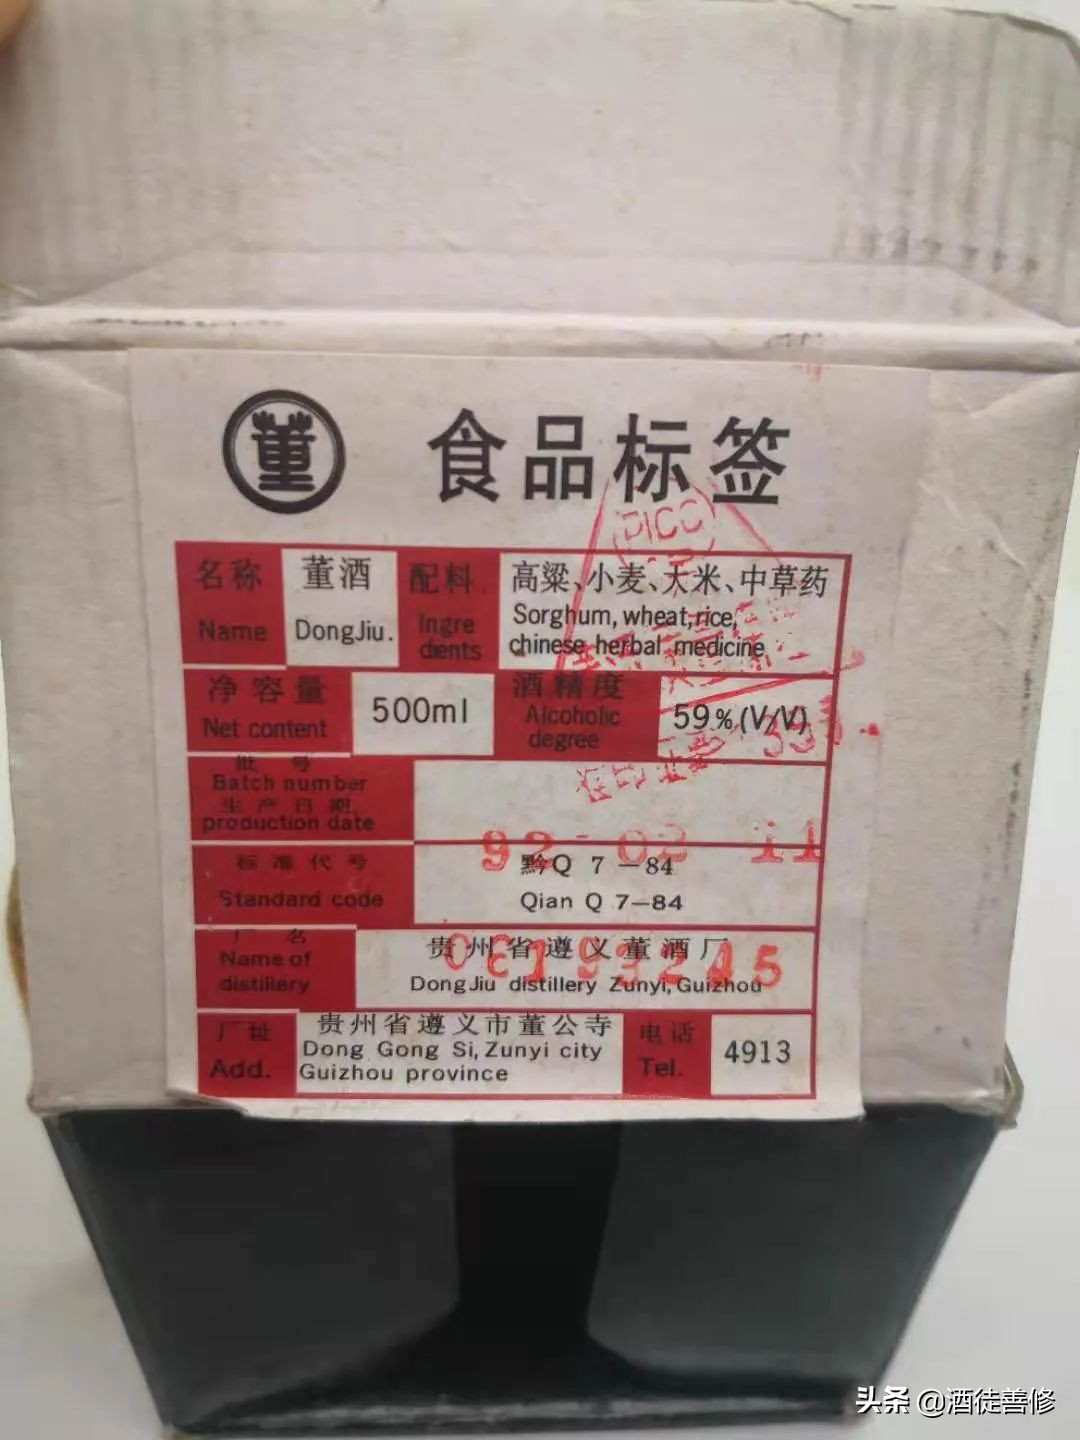 董 食品标签
名称 董酒 配料 高粱、小麦、大米、中草药
Name DongJiu. Ingre Sorghum, wheat,rice,
dients chinese herbal medicine
净容量 500ml 酒精度 59%(V/V)
Net content Alcoholic
degree
PICC
批号
Batch number
生产日期
production date
92-03 11
标准代号 黔Q 7-84
Standard code Qian Q 7-84
厂名 贵州省遵义董酒厂
Name of
distillery DongJiu distillery Zunyi,Guizhou
厂址 贵州省遵义市董公寺 电话 4913
Add. Dong Gong Si, Zunyi city Tel.
Guizhou province
头条 @酒徒善修